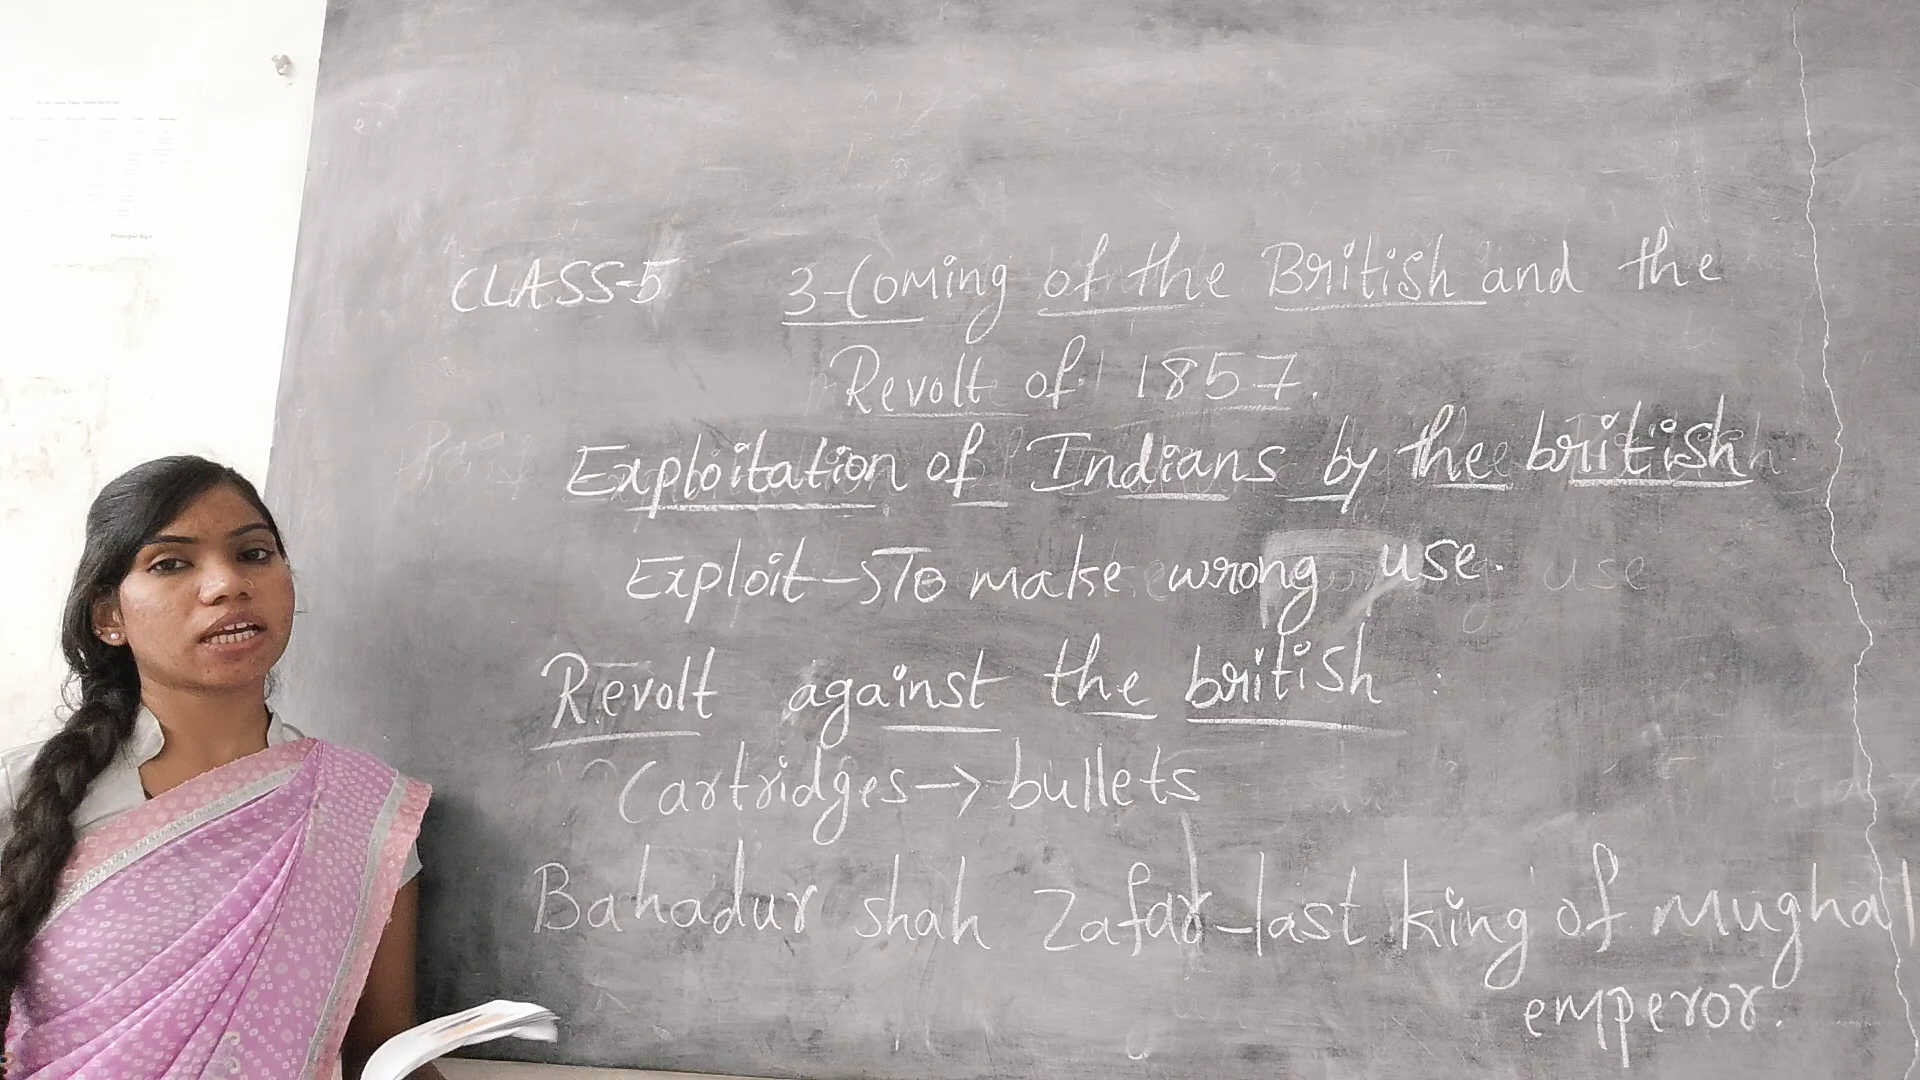 CLASS-5 3-Coming of the British and the
Revolt of 1857.
Exploitation of Indians by the british
Exploit→To make wrong use.
Revolt against the british :
Cartridges→bullets
Bahadur shah Zafar-last king of mughal
emperor.